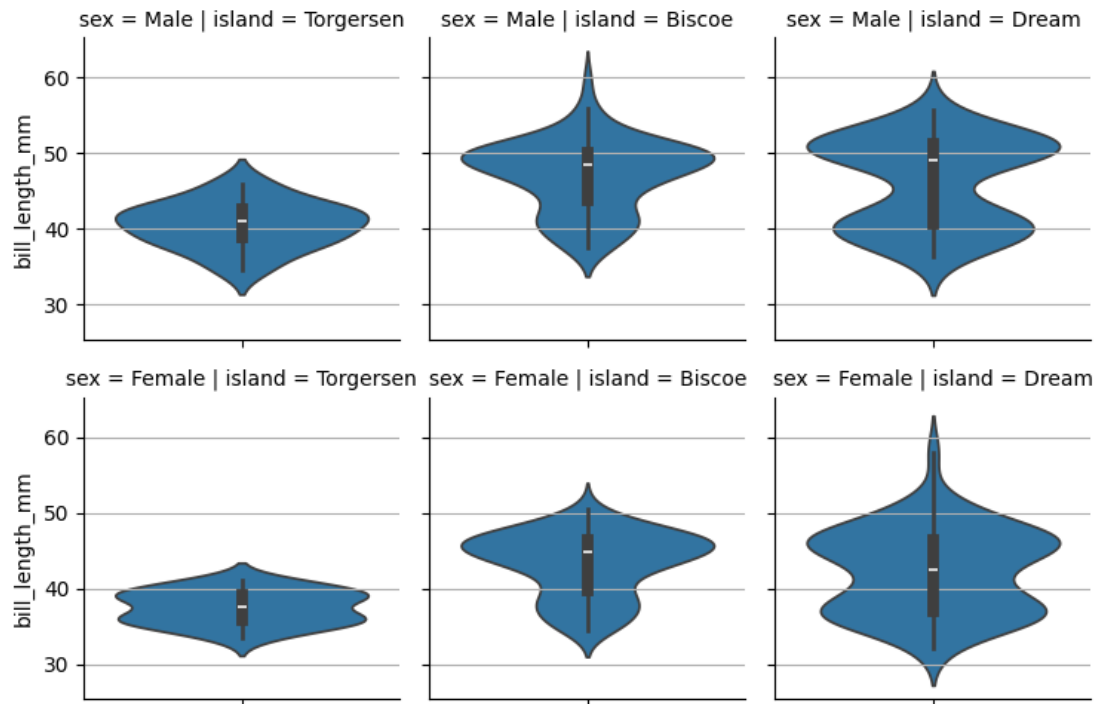 sex = Male | island = Torgersen
sex = Male | island = Biscoe
sex = Male | island = Dream
bill_length_mm
60
50
40
30
sex = Female | island = Torgersen
sex = Female | island = Biscoe
sex = Female | island = Dream
bill_length_mm
60
50
40
30